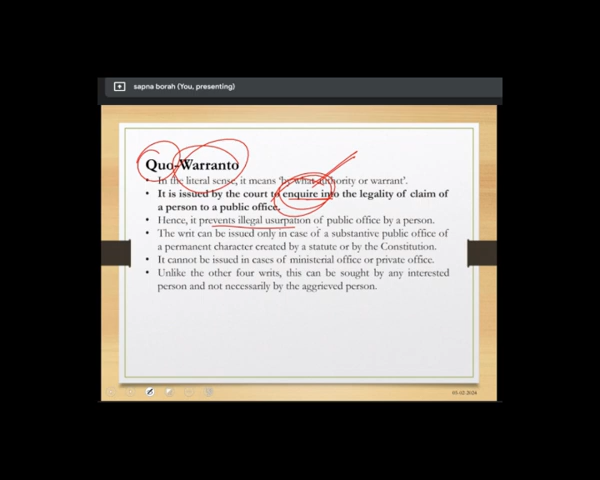 sapna borah (You, presenting)
Quo-Warranto
• In the literal sense, it means 'by what authority or warrant'.
• It is issued by the court to enquire into the legality of claim of
a person to a public office.
• Hence, it prevents illegal usurpation of public office by a person.
• The writ can be issued only in case of a substantive public office of
a permanent character created by a statute or by the Constitution.
• It cannot be issued in cases of ministerial office or private office.
• Unlike the other four writs, this can be sought by any interested
person and not necessarily by the aggrieved person.